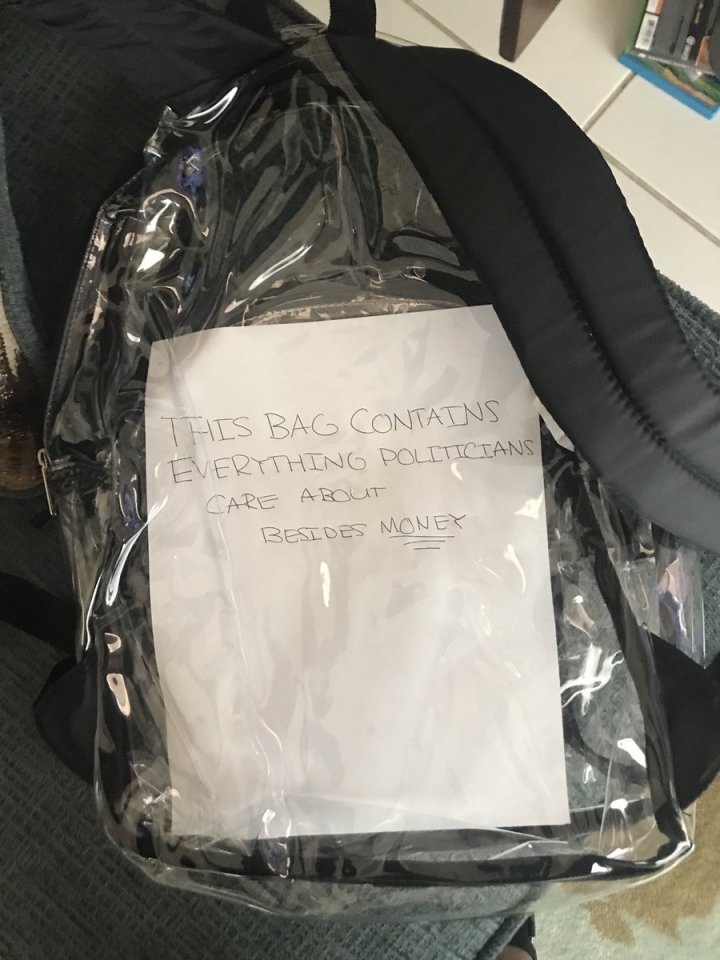 THIS BAG CONTAINS
EVERYTHING POLITICIANS
CARE ABOUT
BESIDES MONEY